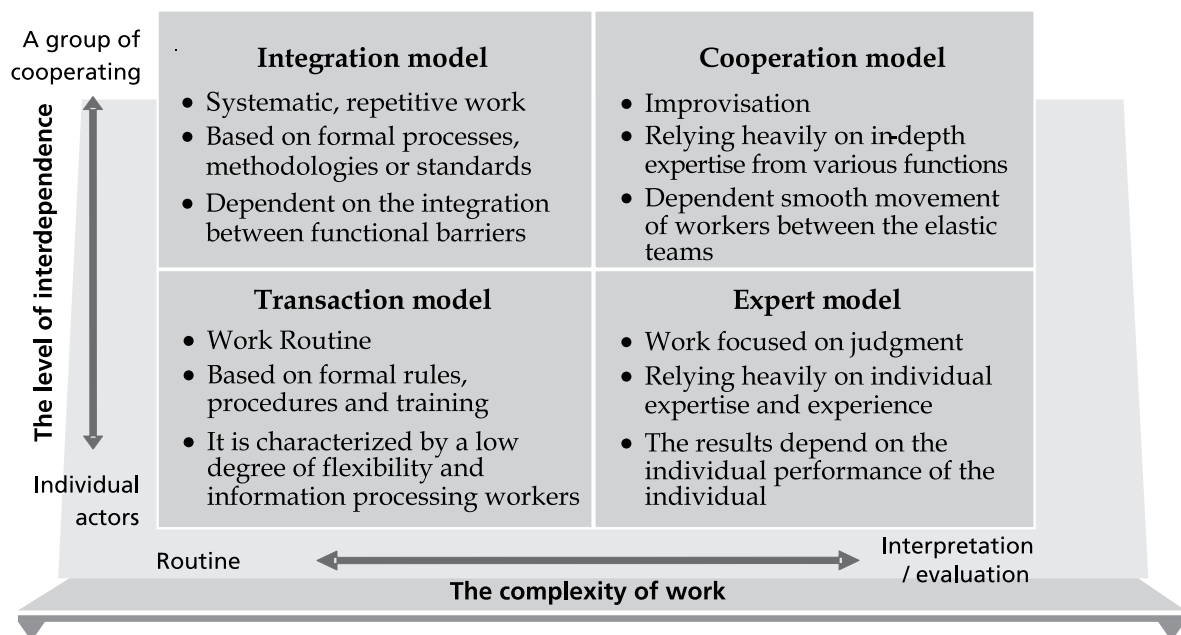 A group of
cooperating
The level of interdependence
Individual
actors
Integration model
• Systematic, repetitive work
• Based on formal processes,
methodologies or standards
• Dependent on the integration
between functional barriers
Cooperation model
• Improvisation
• Relying heavily on in-depth
expertise from various functions
• Dependent smooth movement
of workers between the elastic
teams
Transaction model
• Work Routine
• Based on formal rules,
procedures and training
• It is characterized by a low
degree of flexibility and
information processing workers
Expert model
• Work focused on judgment
• Relying heavily on individual
expertise and experience
• The results depend on the
individual performance of the
individual
Routine
Interpretation
/ evaluation
The complexity of work